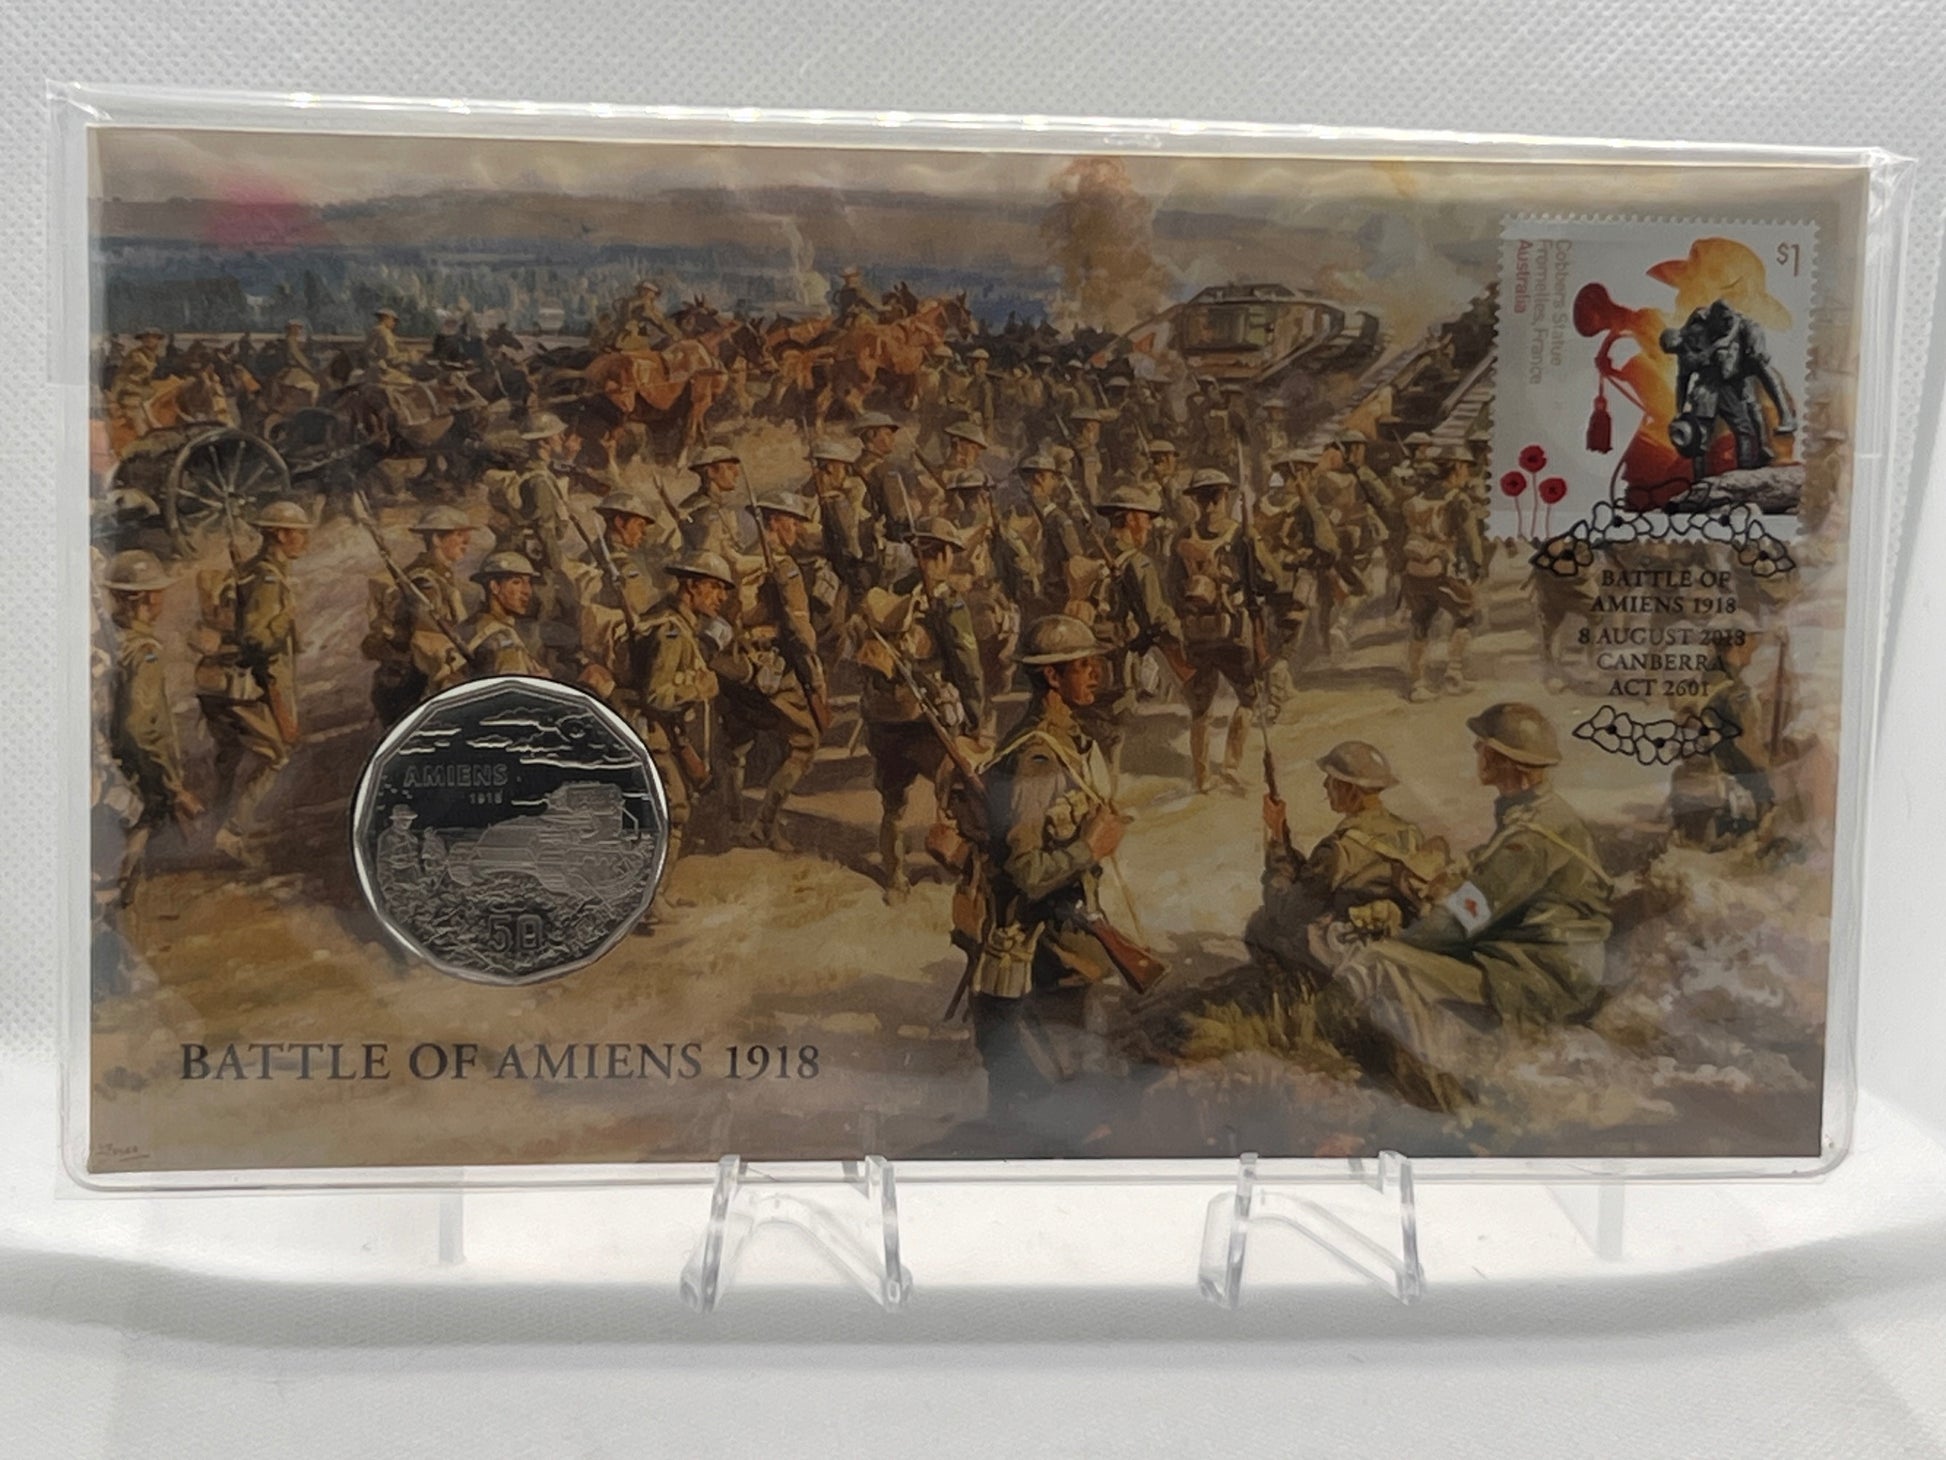 $1
Cobbers Statue
Fromelles, France
Australia
BATTLE OF
AMIENS 1918
8 AUGUST 2018
CANBERRA
ACT 2601
AMIENS
1918
50
BATTLE OF AMIENS 1918